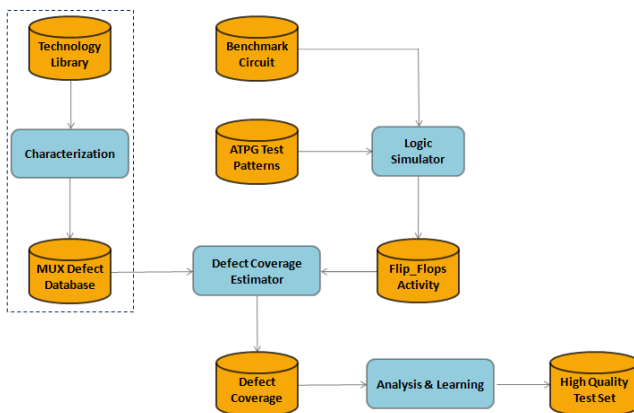 Technology
Library
Benchmark
Circuit
Characterization
ATPG Test
Patterns
Logic
Simulator
MUX Defect
Database
Defect Coverage
Estimator
Flip_Flops
Activity
Defect
Coverage
Analysis & Learning
High Quality
Test Set